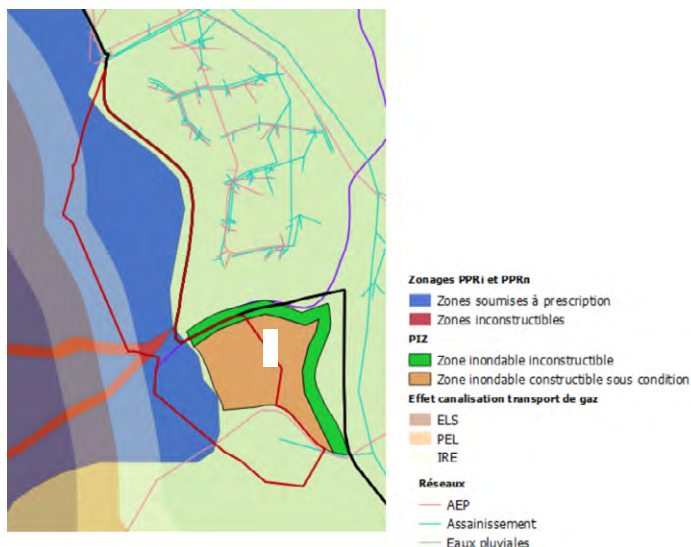 Zonages PPRi et PPRn
Zones soumises à prescription
Zones inconstructibles
PIZ
Zone inondable inconstructible
Zone inondable constructible sous condition
Effet canalisation transport de gaz
ELS
PEL
IRE
Réseaux
AEP
Assainissement
Eaux pluviales